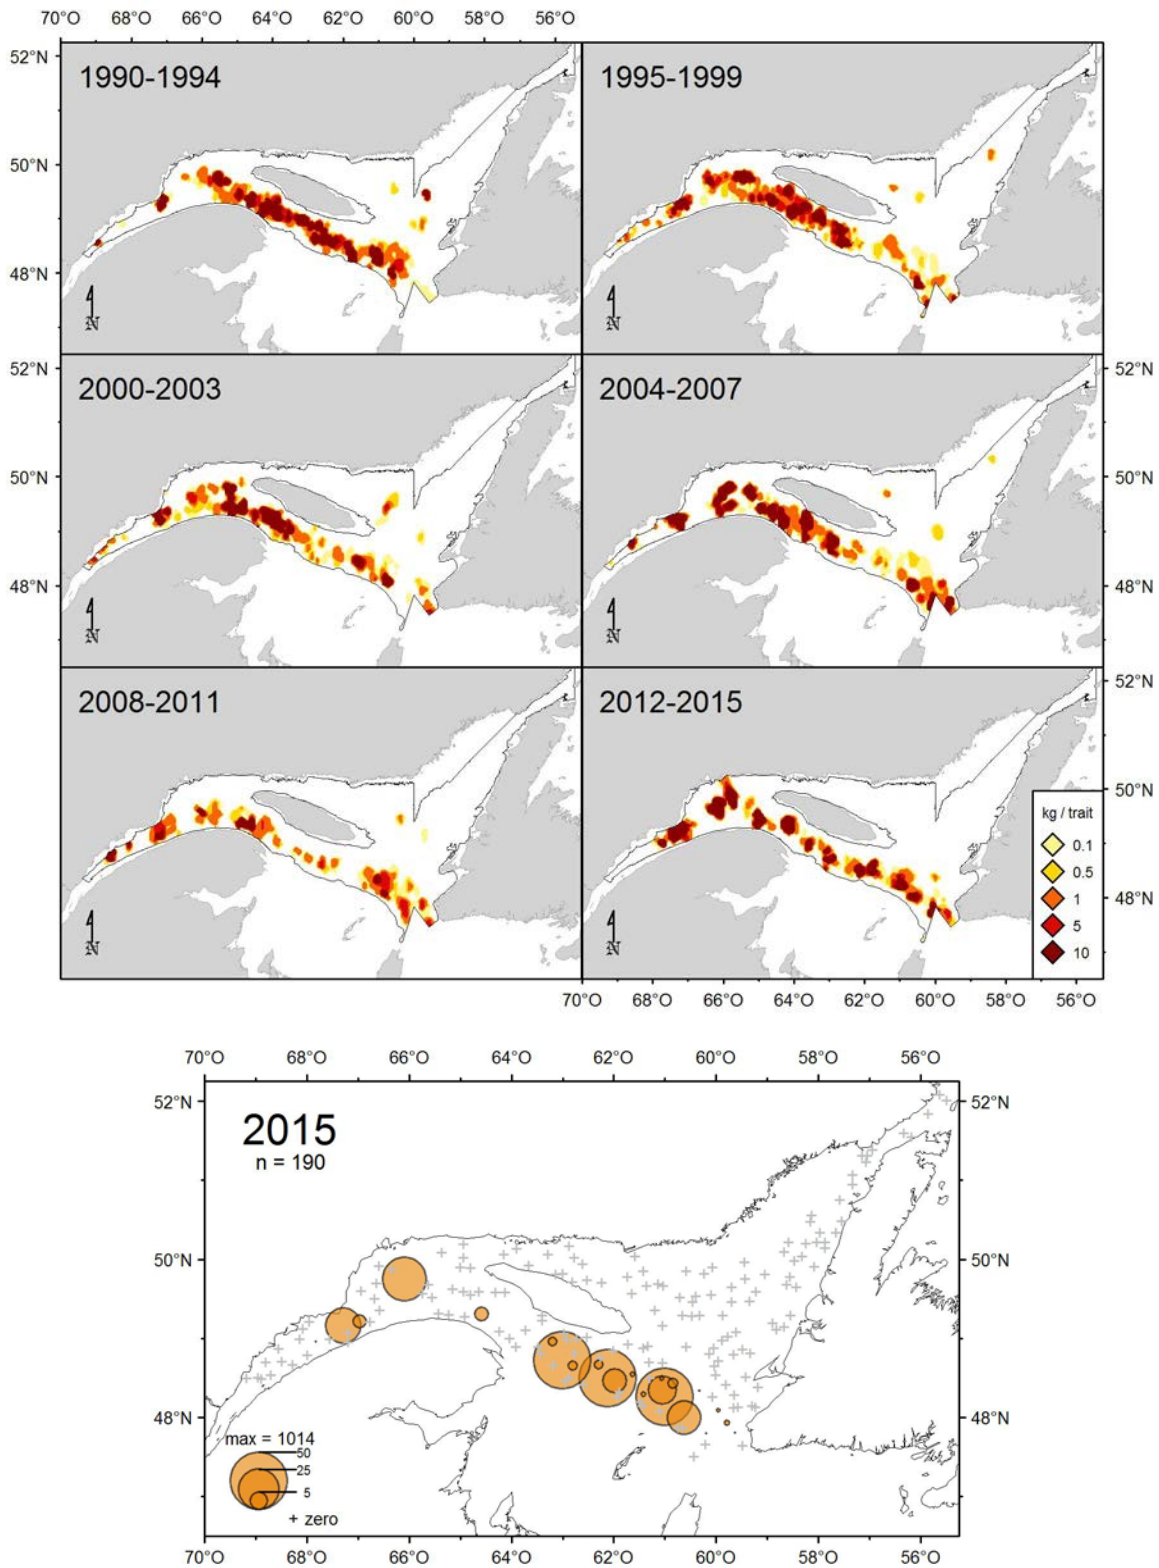 70°O 68°O 66°O 64°O 62°O 60°O 58°O 56°O
52°N
1990-1994
1995-1999
50°N
48°N
N
N
2000-2003
2004-2007
52°N
52°N
50°N
50°N
48°N
48°N
N
N
2008-2011
2012-2015
52°N
50°N
kg / trait
0.1
0.5
1
5
10
48°N
N
N
70°O 68°O 66°O 64°O 62°O 60°O 58°O 56°O
70°O 68°O 66°O 64°O 62°O 60°O 58°O 56°O
52°N
52°N
2015
n = 190
50°N
50°N
48°N
48°N
max = 1014
50
25
5
+ zero
70°O 68°O 66°O 64°O 62°O 60°O 58°O 56°O